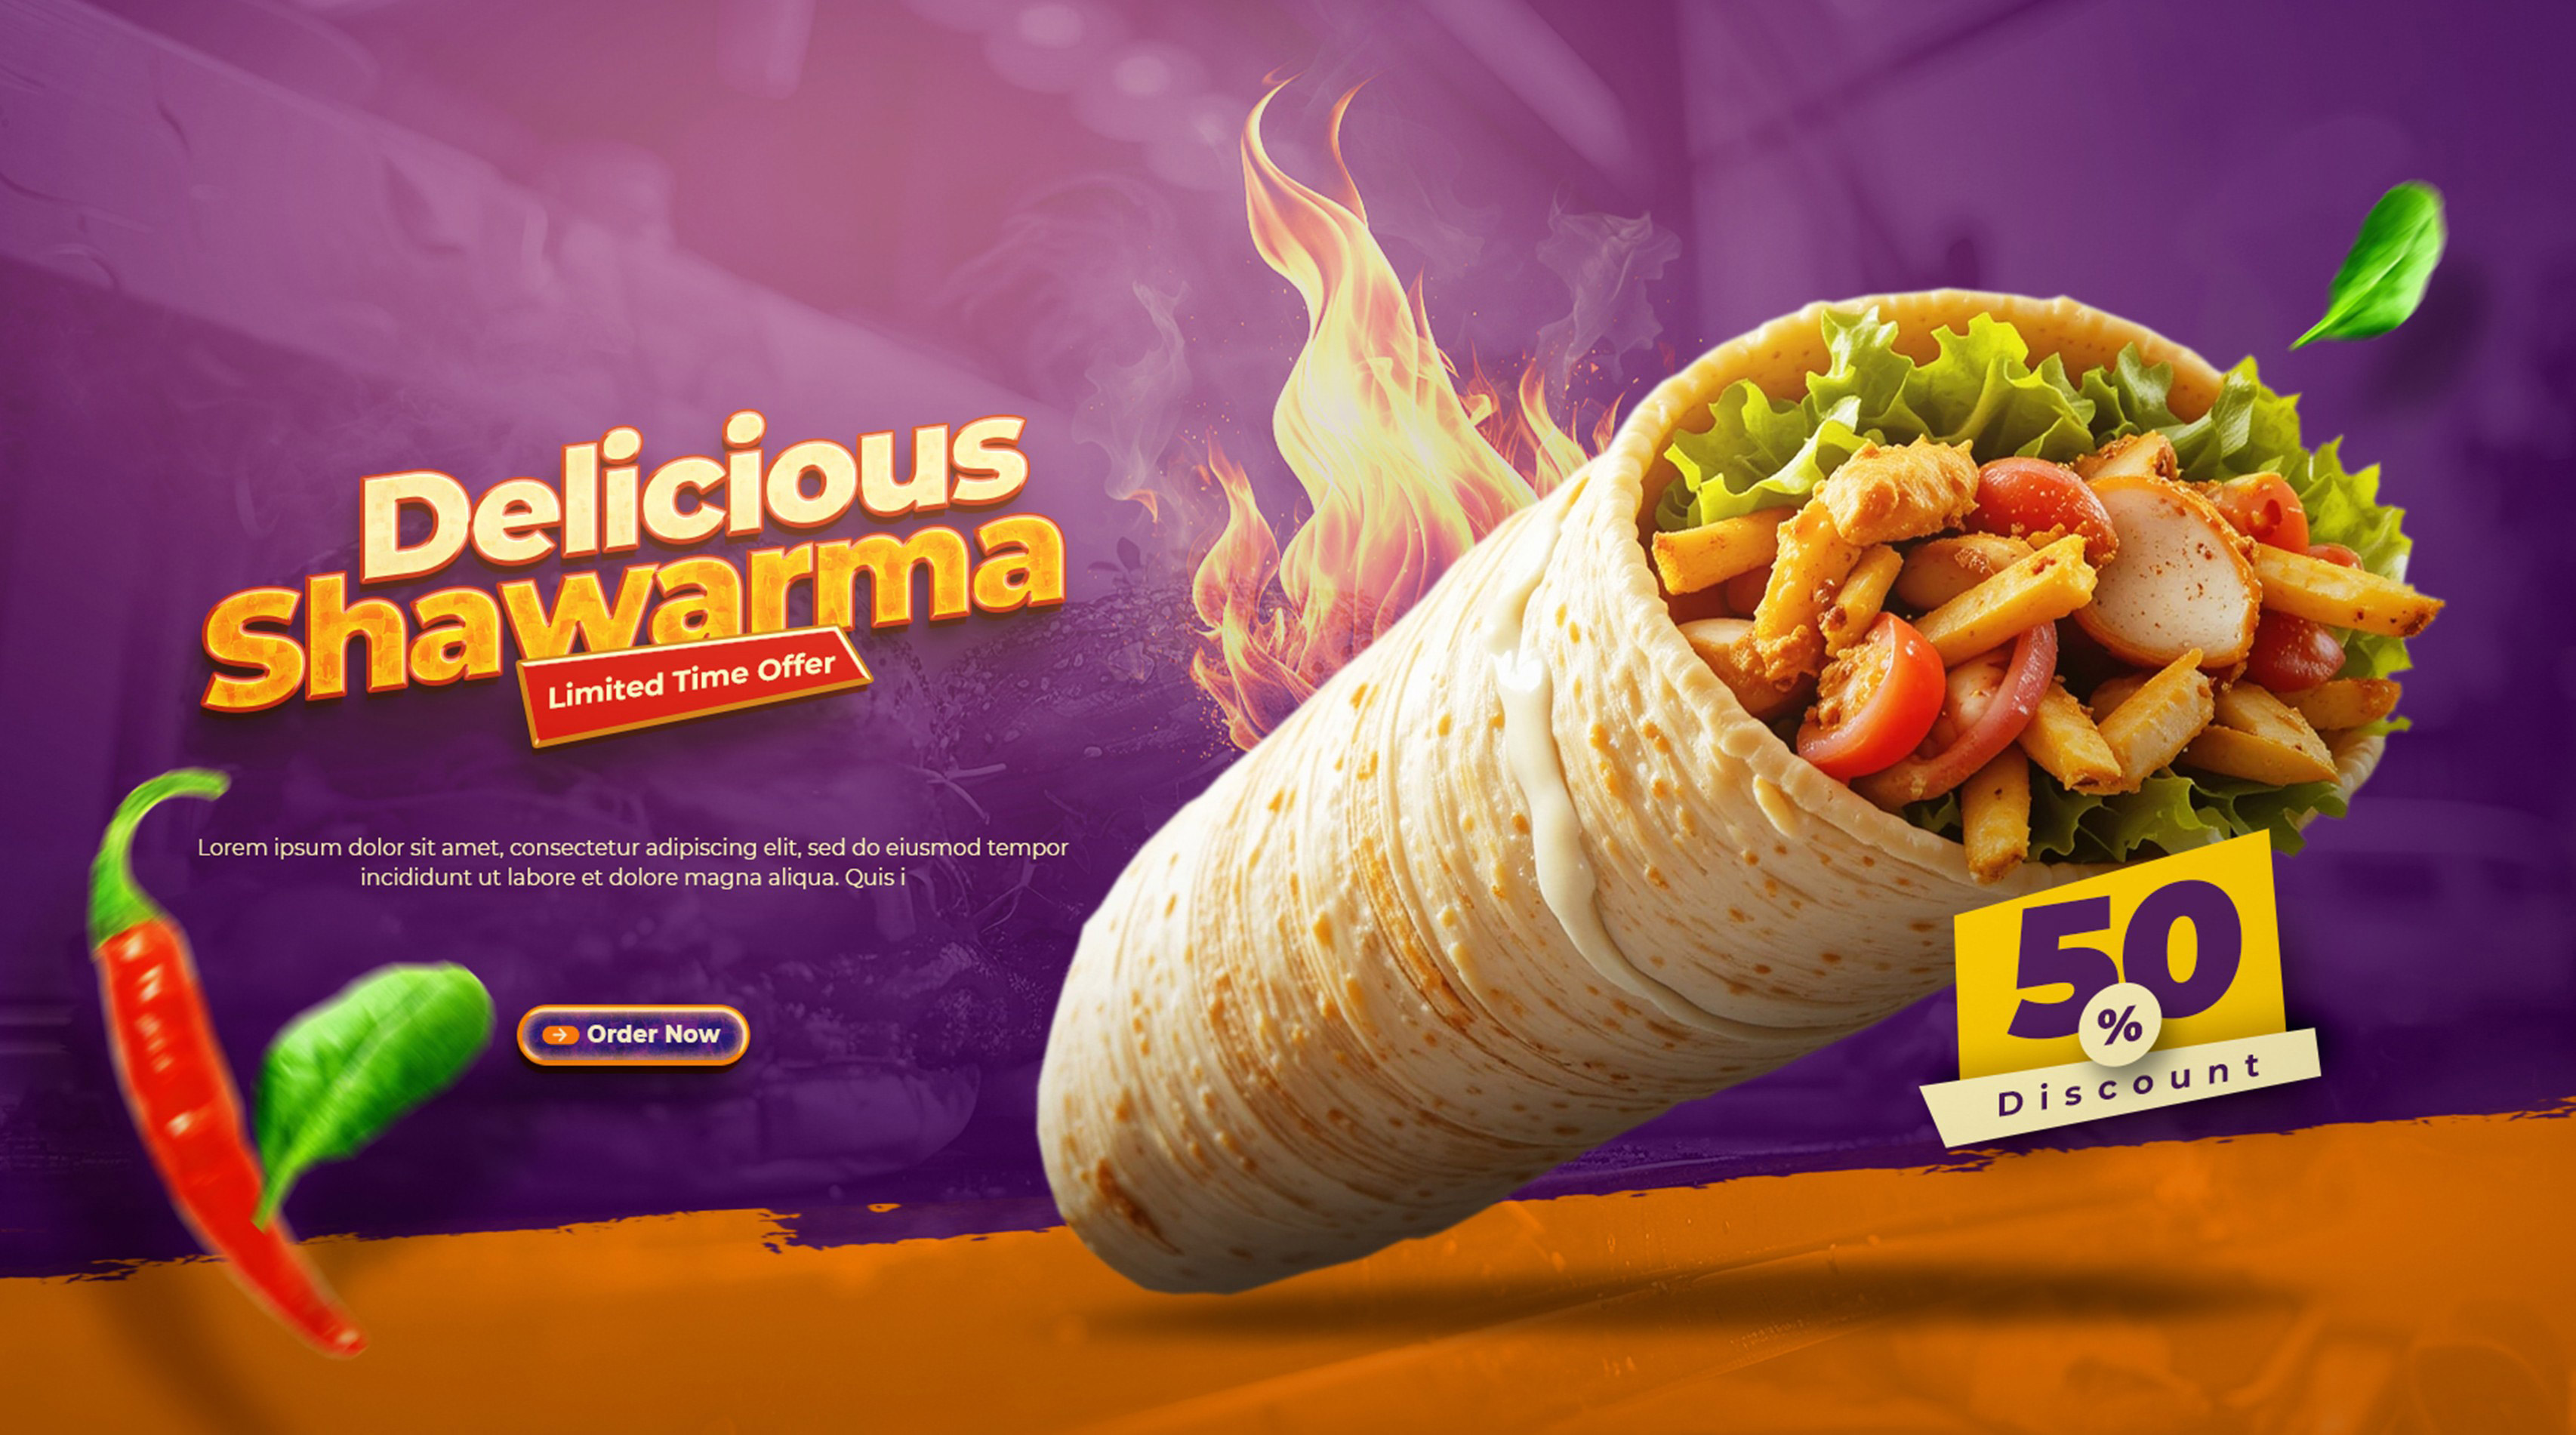 Delicious
Shawarma
Limited Time Offer
Lorem ipsum dolor sit amet, consectetur adipiscing elit, sed do eiusmod tempor
incididunt ut labore et dolore magna aliqua. Quis i
Order Now
50
%
Discount